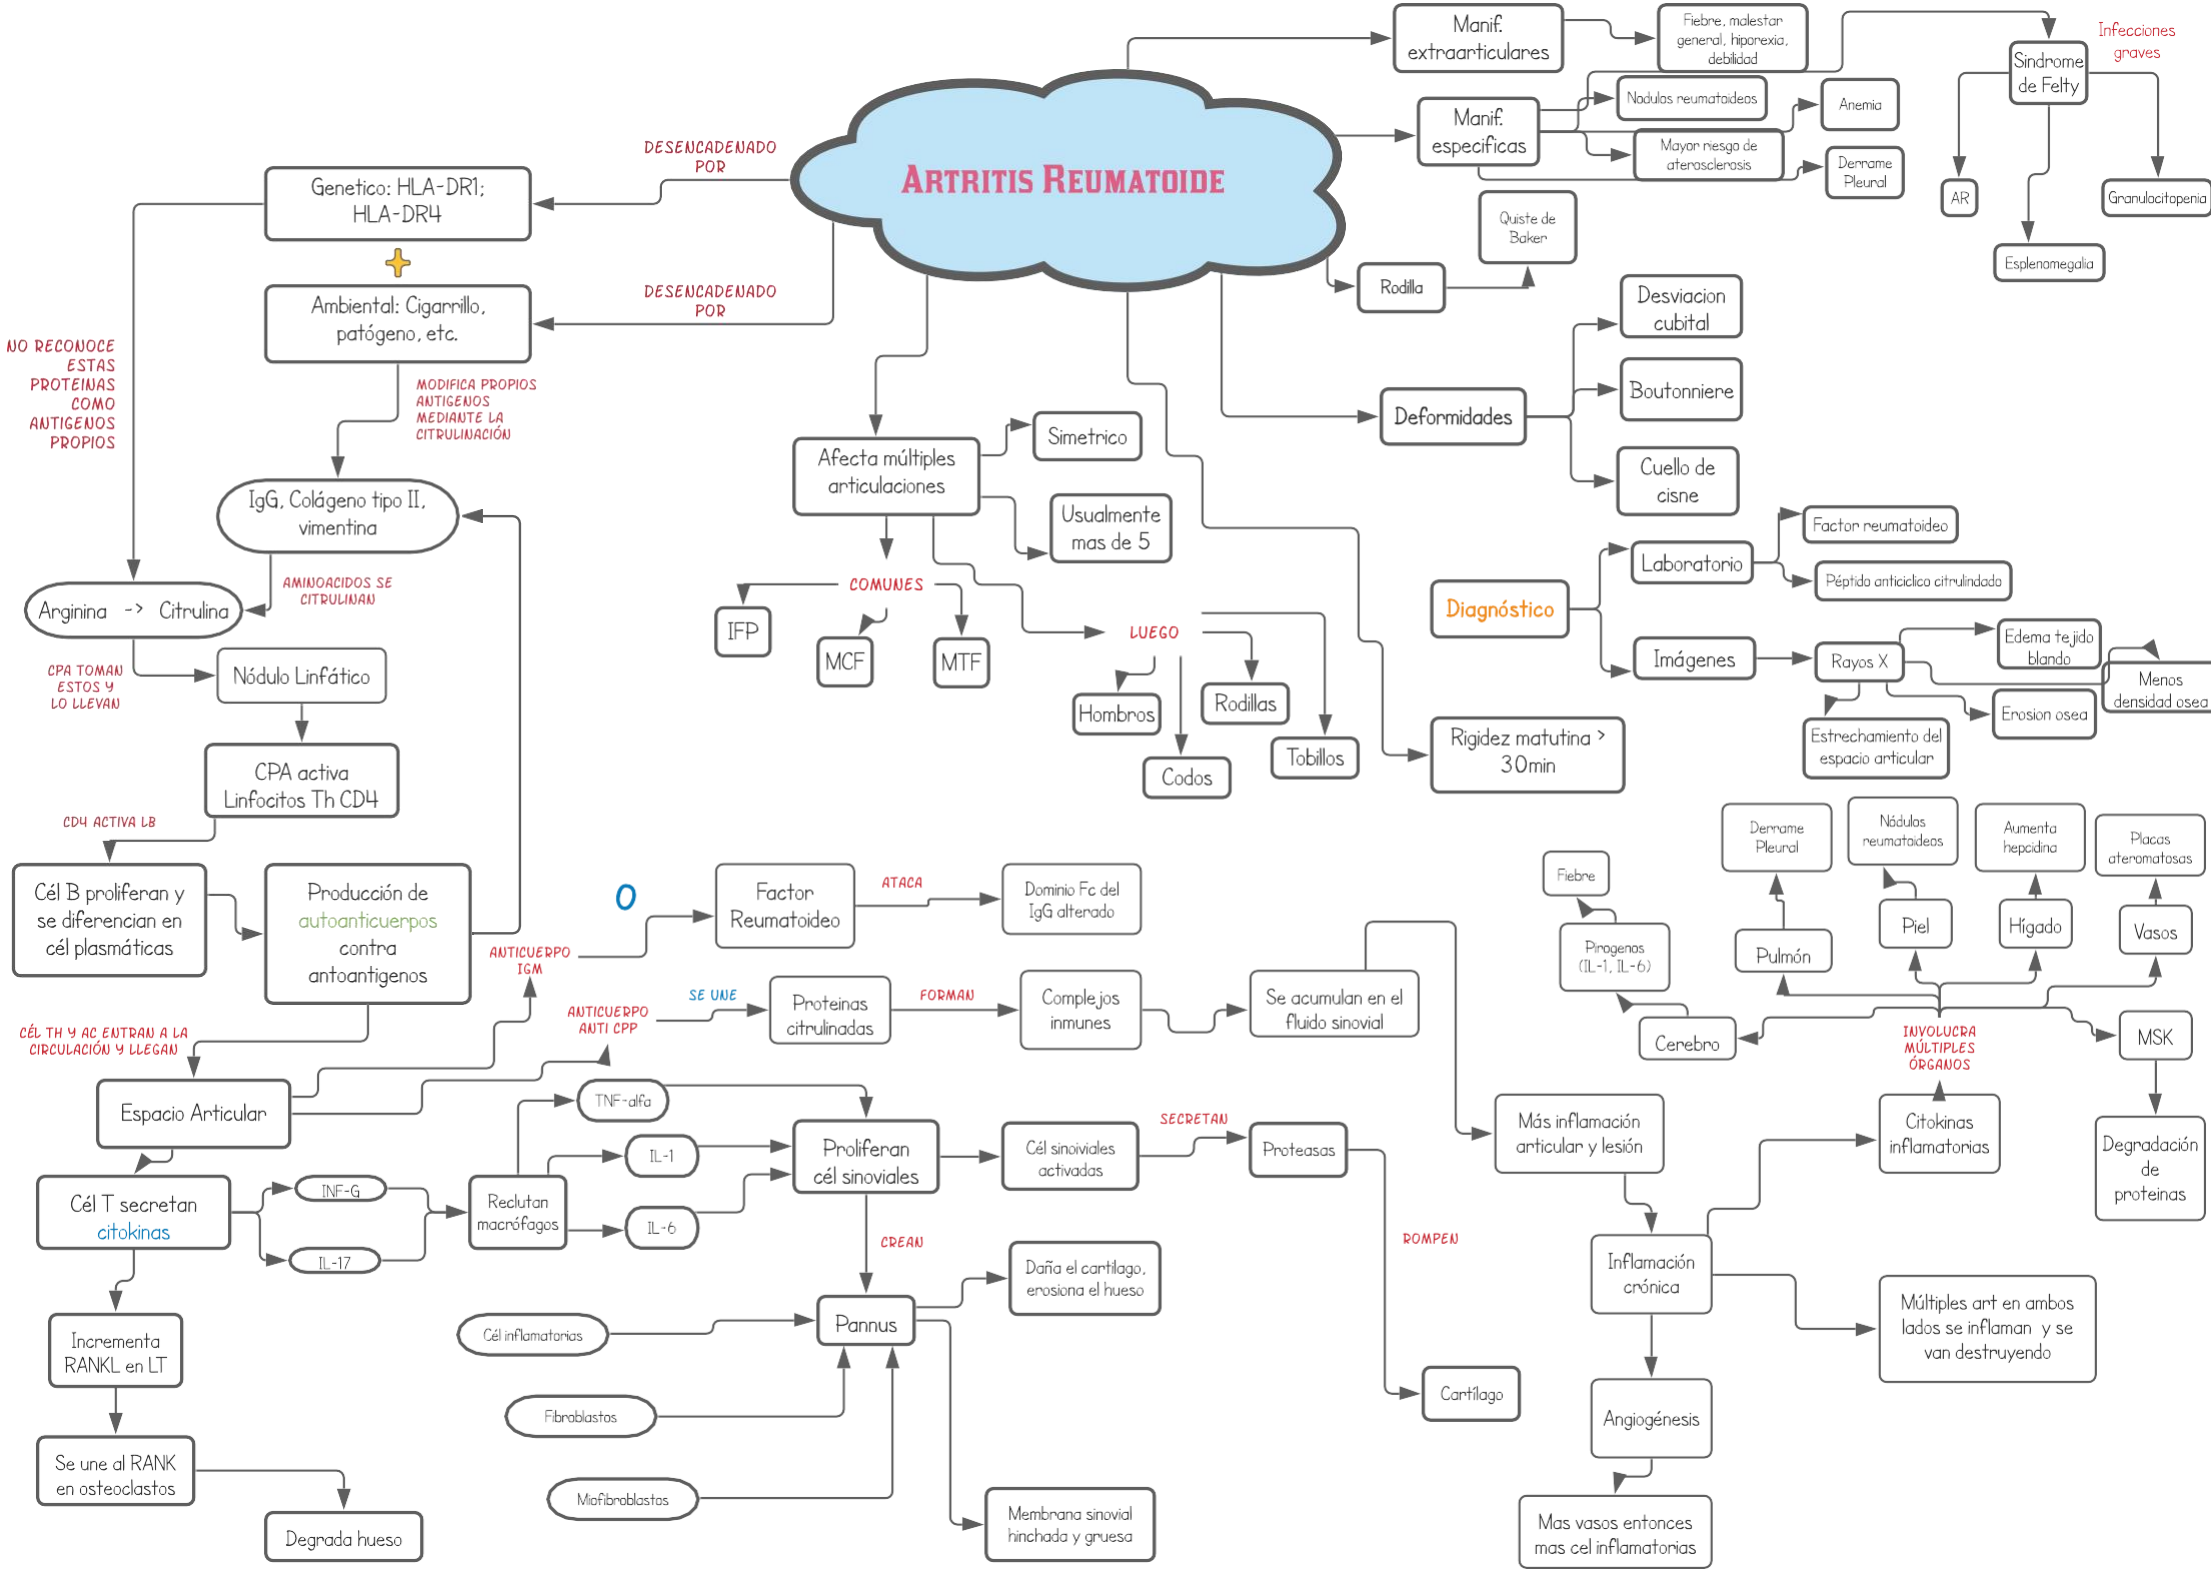 ARTRITIS REUMATOIDE
Manif.
extraarticulares
Fiebre, malestar
general, hiporexia,
debilidad
Manif.
especificas
Nodulos reumatoideos
Anemia
Mayor riesgo de
aterosclerosis
Derrame
Pleural
Sindrome
de Felty
Infecciones
graves
AR
Esplenomegalia
Granulocitopenia
Rodilla
Quiste de
Baker
Deformidades
Desviacion
cubital
Boutonniere
Cuello de
cisne
DESENCADENADO
POR
Genetico: HLA-DR1;
HLA-DR4
DESENCADENADO
POR
Ambiental: Cigarrillo,
patógeno, etc.
NO RECONOCE
ESTAS
PROTEINAS
COMO
ANTIGENOS
PROPIOS
MODIFICA PROPIOS
ANTIGENOS
MEDIANTE LA
CITRULINACIÓN
IgG, Colágeno tipo II,
vimentina
AMINOACIDOS SE
CITRULINAN
Arginina -> Citrulina
CPA TOMAN
ESTOS Y
LO LLEVAN
Nódulo Linfático
CPA activa
Linfocitos Th CD4
CD4 ACTIVA LB
Cél B proliferan y
se diferencian en
cél plasmáticas
Producción de
autoanticuerpos
contra
antoantigenos
CÉL TH Y AC ENTRAN A LA
CIRCULACIÓN Y LLEGAN
Espacio Articular
Afecta múltiples
articulaciones
Simetrico
Usualmente
mas de 5
COMUNES
IFP
MCF
MTF
LUEGO
Hombros
Codos
Rodillas
Tobillos
Rigidez matutina >
30min
Diagnóstico
Laboratorio
Factor reumatoideo
Péptido anticiclico citrulindado
Imágenes
Rayos X
Edema tejido
blando
Menos
densidad osea
Erosion osea
Estrechamiento del
espacio articular
O
ANTICUERPO
IGM
Factor
Reumatoideo
ATACA
Dominio Fc del
IgG alterado
ANTICUERPO
ANTI CPP
SE UNE
Proteinas
citrulinadas
FORMAN
Complejos
inmunes
Se acumulan en el
fluido sinovial
Cél T secretan
citokinas
INF-G
IL-17
Reclutan
macrófagos
TNF-alfa
IL-1
IL-6
Proliferan
cél sinoviales
Cél sinoiviales
activadas
SECRETAN
Proteasas
ROMPEN
Cartílago
CREAN
Pannus
Daña el cartilago,
erosiona el hueso
Cél inflamatorias
Fibroblastos
Miofibroblastos
Membrana sinovial
hinchada y gruesa
Incrementa
RANKL en LT
Se une al RANK
en osteoclastos
Degrada hueso
Más inflamación
articular y lesión
Inflamación
crónica
Angiogénesis
Mas vasos entonces
mas cel inflamatorias
Múltiples art en ambos
lados se inflaman y se
van destruyendo
Citokinas
inflamatorias
INVOLUCRA
MÚLTIPLES
ÓRGANOS
Cerebro
Pirogenos
(IL-1, IL-6)
Fiebre
Pulmón
Derrame
Pleural
Piel
Nódulos
reumatoideos
Hígado
Aumenta
hepcidina
Vasos
Placas
ateromatosas
MSK
Degradación
de
proteinas